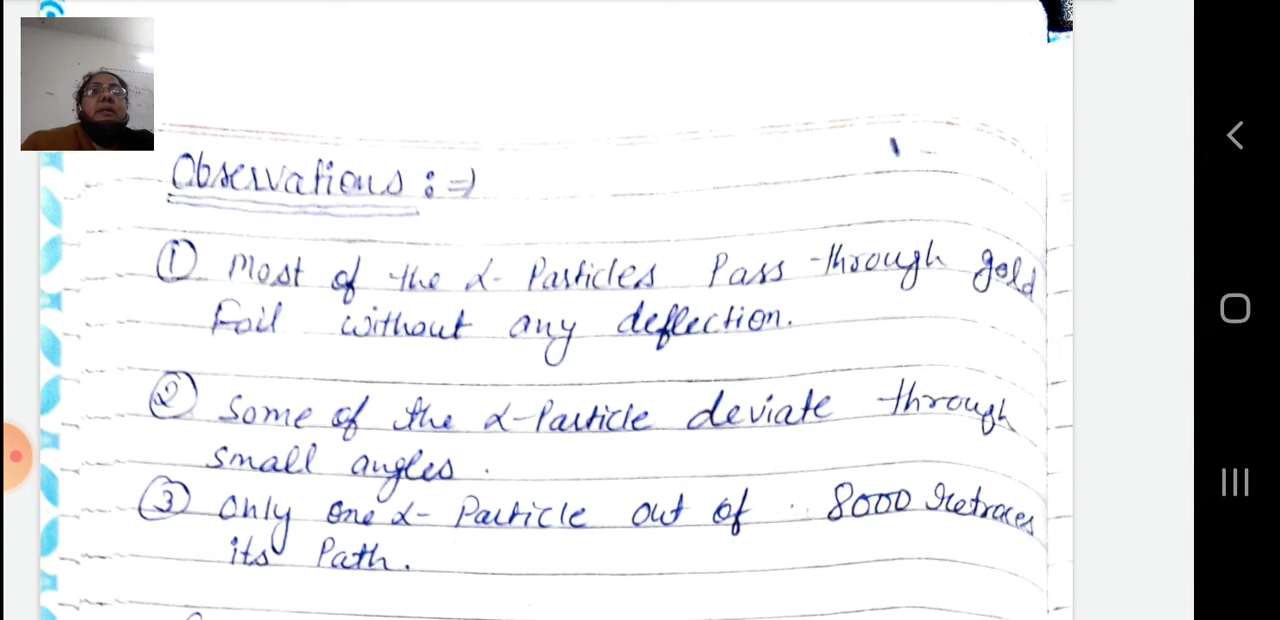 Observations :⇒
① Most of the α- Particles Pass through gold
Foil without any deflection.
② Some of the α-Particle deviate through
small angles.
③ Only one α- Particle out of 8000 retraces
its Path.